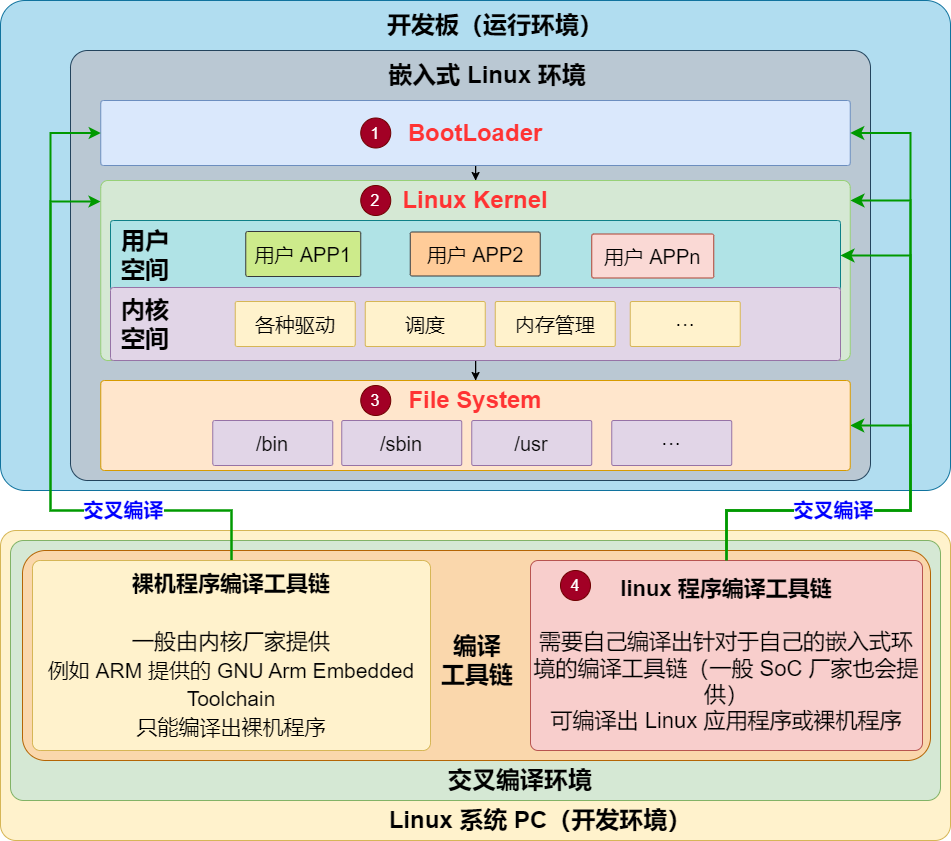 开发板（运行环境）
嵌入式 Linux 环境
1 BootLoader
2 Linux Kernel
用户
空间
用户 APP1
用户 APP2
用户 APPn
内核
空间
各种驱动
调度
内存管理
...
3 File System
/bin
/sbin
/usr
...
交叉编译
交叉编译
裸机程序编译工具链
一般由内核厂家提供
例如 ARM 提供的 GNU Arm Embedded
Toolchain
只能编译出裸机程序
编译
工具链
4 linux 程序编译工具链
需要自己编译出针对于自己的嵌入式环
境的编译工具链（一般 SoC 厂家也会提
供）
可编译出 Linux 应用程序或裸机程序
交叉编译环境
Linux 系统 PC（开发环境）